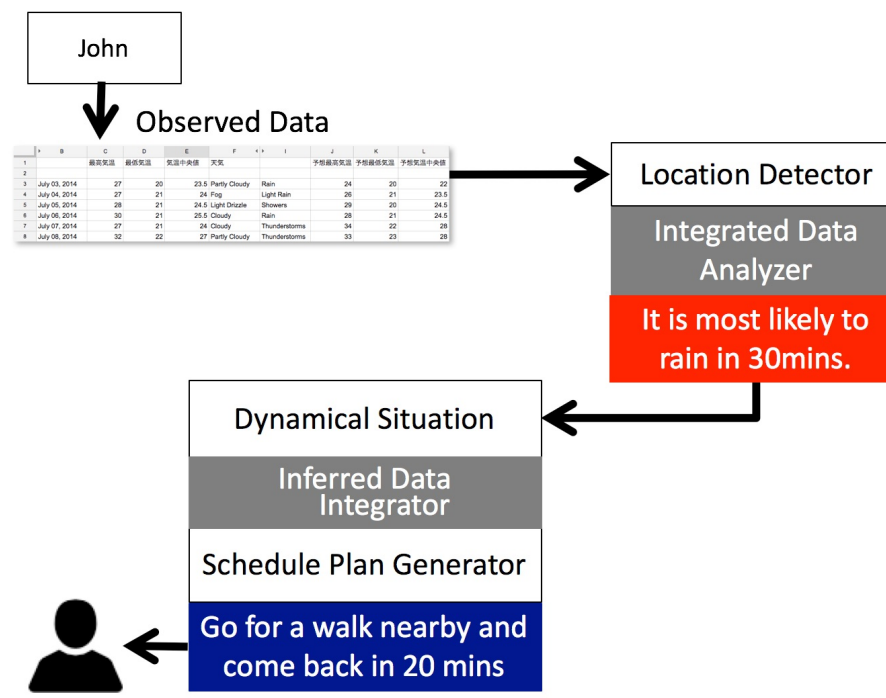 John
Observed Data
B C D E F I J K L
1 最高気温 最低気温 気温中央値 天気 予想最高気温 予想最低気温 予想気温中央値
2
3 July 03, 2014 27 20 23.5 Partly Cloudy Rain 24 20 22
4 July 04, 2014 27 21 24 Fog Light Rain 26 21 23.5
5 July 05, 2014 28 21 24.5 Light Drizzle Showers 29 20 24.5
6 July 06, 2014 30 21 25.5 Cloudy Rain 28 21 24.5
7 July 07, 2014 27 21 24 Cloudy Thunderstorms 34 22 28
8 July 08, 2014 32 22 27 Partly Cloudy Thunderstorms 33 23 28
Location Detector
Integrated Data
Analyzer
It is most likely to
rain in 30mins.
Dynamical Situation
Inferred Data
Integrator
Schedule Plan Generator
Go for a walk nearby and
come back in 20 mins